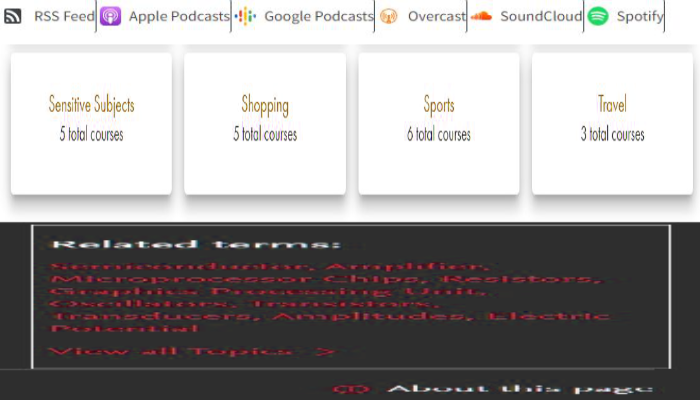 RSS Feed Apple Podcasts Google Podcasts Overcast SoundCloud Spotify
Sensitive Subjects Shopping Sports Travel
5 total courses 5 total courses 6 total courses 3 total courses
Related terms:
Semiconductor, Amplifier,
Microprocessor Chips, Resistors,
Graphics Processing Unit,
Oscillators, Transistors,
Transducers, Amplitudes, Electric
Potential
View all Topics >
About this page